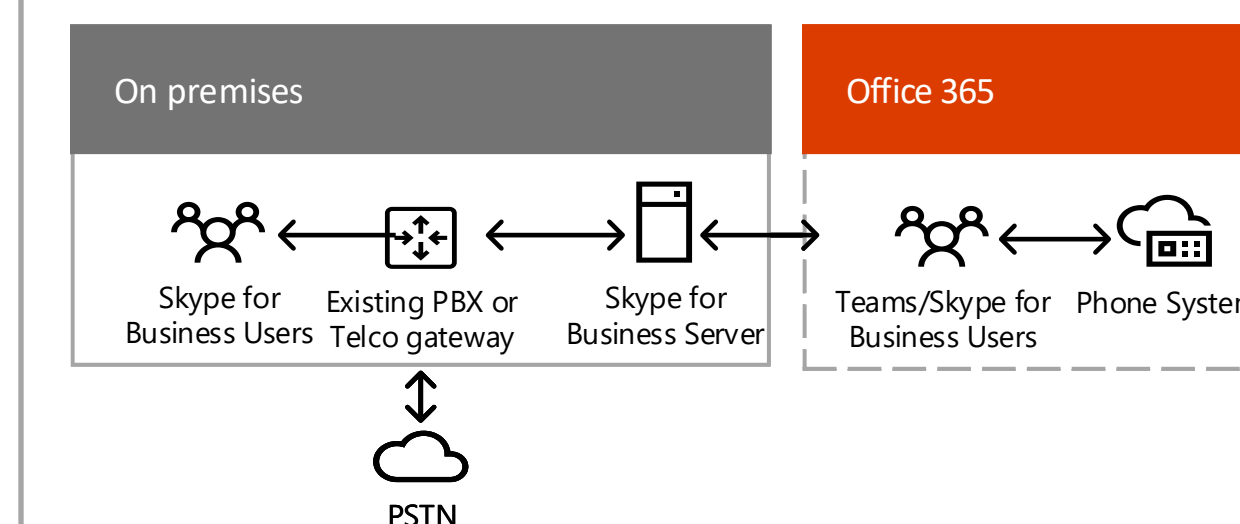 On premises
Office 365
Skype for
Business Users
Existing PBX or
Telco gateway
Skype for
Business Server
Teams/Skype for
Business Users
Phone
PSTN